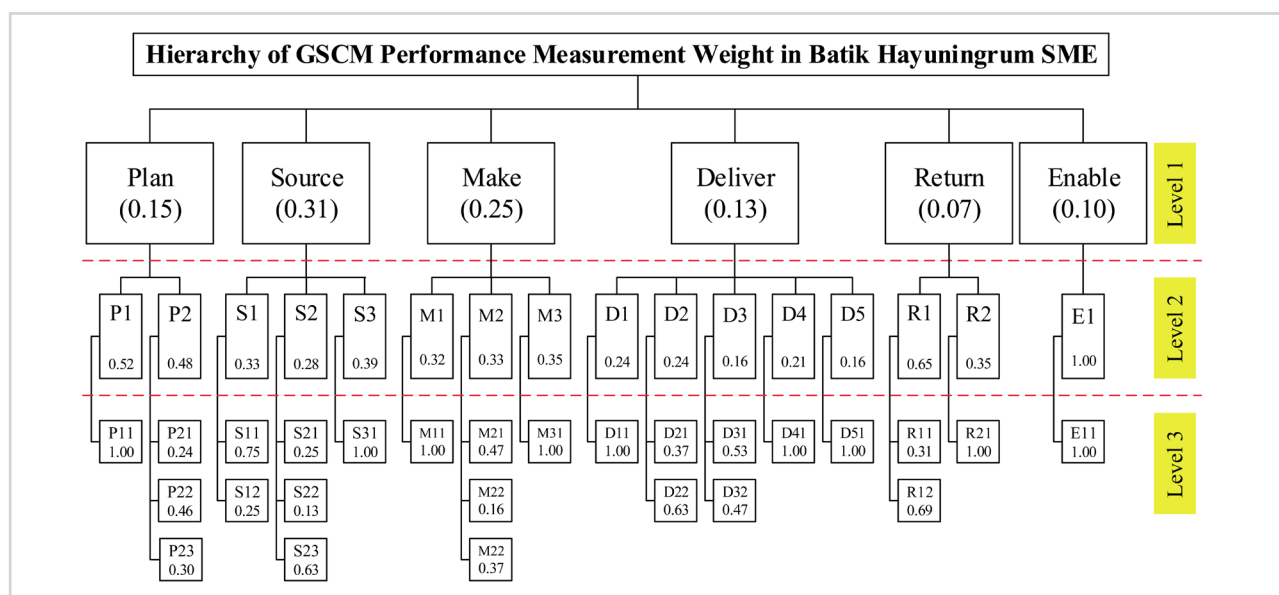 Hierarchy of GSCM Performance Measurement Weight in Batik Hayuningrum SME
Plan
(0.15)
Source
(0.31)
Make
(0.25)
Deliver
(0.13)
Return
(0.07)
Enable
(0.10)
Level 1
P1
0.52
P2
0.48
S1
0.33
S2
0.28
S3
0.39
M1
0.32
M2
0.33
M3
0.35
D1
0.24
D2
0.24
D3
0.16
D4
0.21
D5
0.16
R1
0.65
R2
0.35
E1
1.00
Level 2
P11
1.00
P21
0.24
S11
0.75
S21
0.25
S31
1.00
M11
1.00
M21
0.47
M31
1.00
D11
1.00
D21
0.37
D31
0.53
D41
1.00
D51
1.00
R11
0.31
R21
1.00
E11
1.00
Level 3
P22
0.46
S12
0.25
S22
0.13
M22
0.16
D22
0.63
D32
0.47
R12
0.69
P23
0.30
S23
0.63
M22
0.37